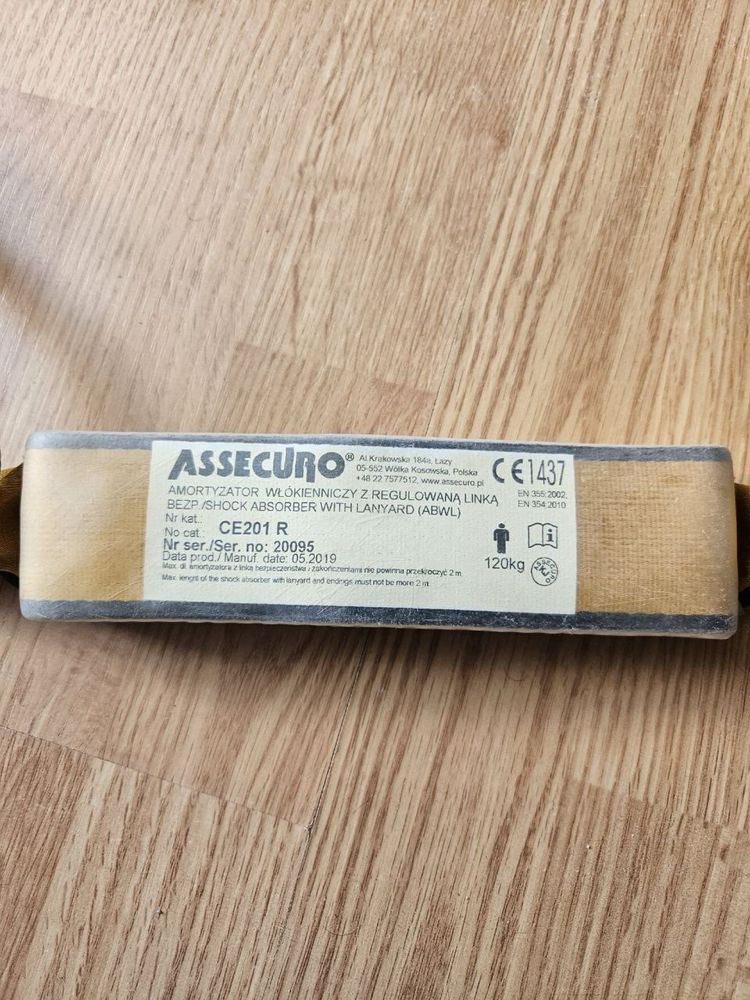 ASSECURO®
Al.Krakowska 184a, Łazy
05-552 Wólka Kosowska, Polska
+48 22 7577512, www.assecuro.pl
CE 1437
AMORTYZATOR WŁÓKIENNICZY Z REGULOWANĄ LINKĄ
BEZP./SHOCK ABSORBER WITH LANYARD (ABWL)
EN 355:2002,
EN 354:2010
Nr kat.:
No cat.: CE201 R
Nr ser./Ser. no: 20095
Data prod./ Manuf. date: 05.2019
120kg
ASSECURO
Max. dł. amortyzatora z linką bezpieczeństwa i zakończeniami nie powinna przekroczyć 2 m.
Max. lenght of the shock absorber with lanyard and endings must not be more 2 m.